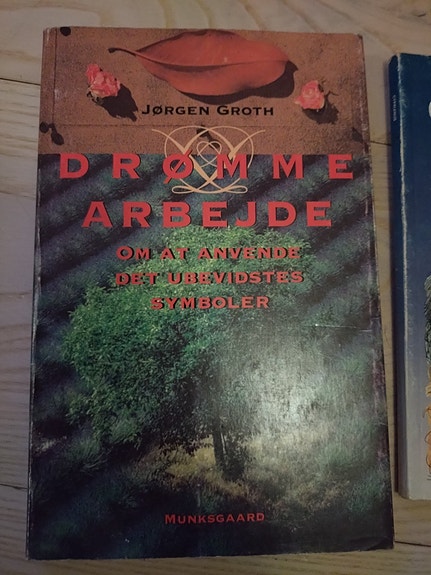 JØRGEN GROTH
DRØMME
ARBEJDE
OM AT ANVENDE
DET UBEVIDSTES
SYMBOLER
MUNKSGAARD